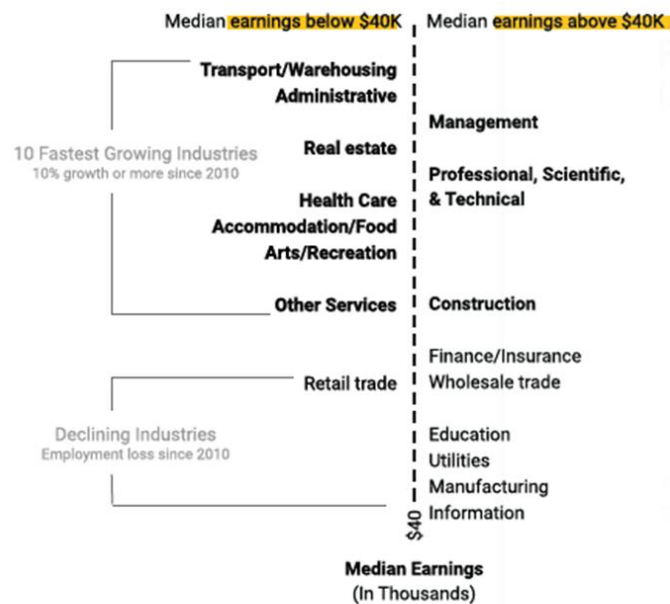 Median earnings below $40K
Median earnings above $40K
Transport/Warehousing
Administrative
Management
10 Fastest Growing Industries
10% growth or more since 2010
Real estate
Professional, Scientific,
& Technical
Health Care
Accommodation/Food
Arts/Recreation
Other Services
Construction
Finance/Insurance
Retail trade
Wholesale trade
Declining Industries
Employment loss since 2010
Education
Utilities
Manufacturing
Information
$40
Median Earnings
(In Thousands)